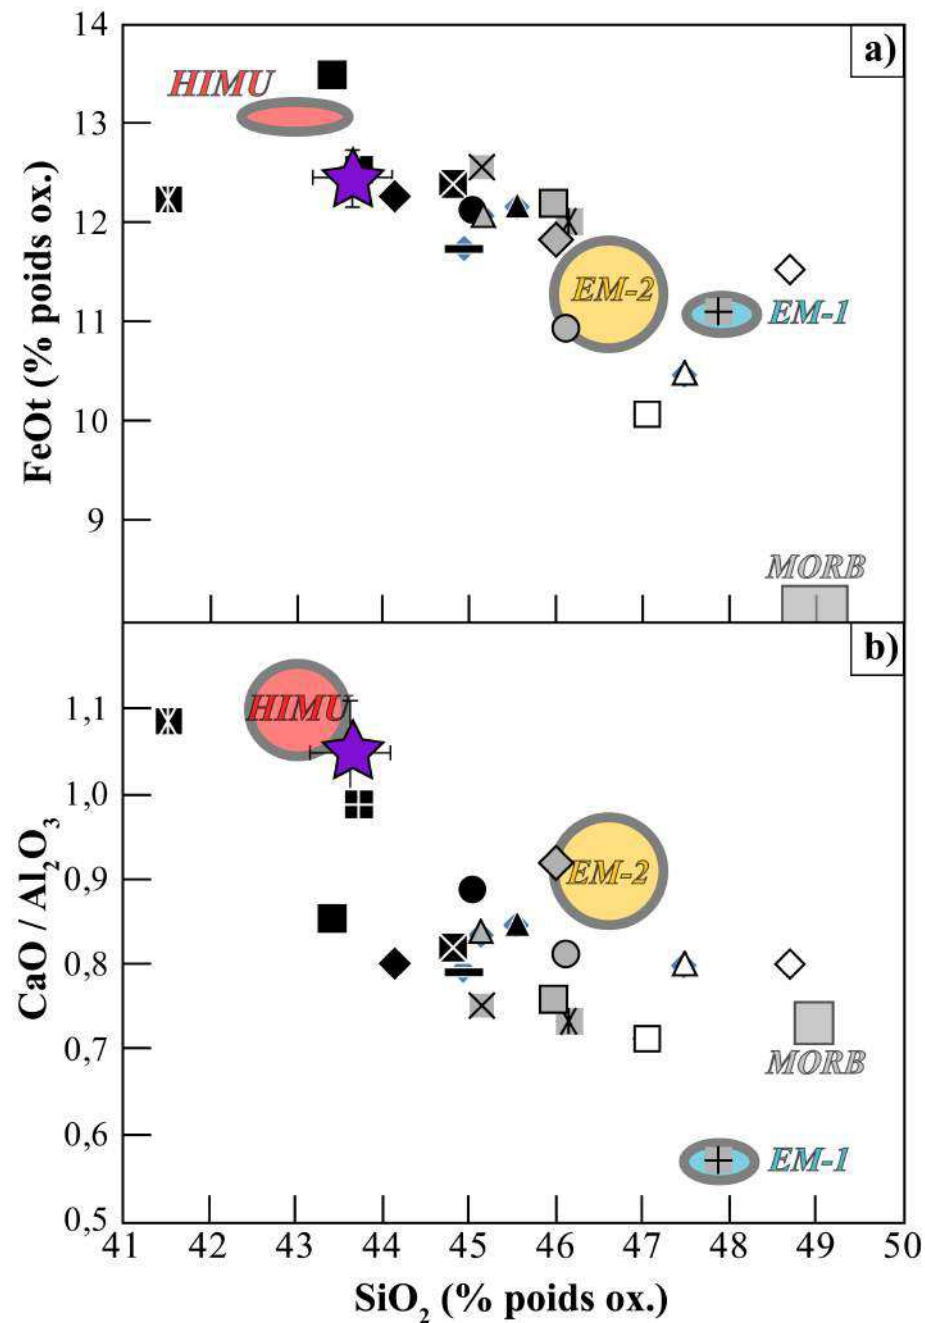 a)
14
13
12
11
10
9
FeOt (% poids ox.)
HIMU
EM-2
EM-1
MORB
b)
1,1
1,0
0,9
0,8
0,7
0,6
0,5
CaO / Al2O3
HIMU
EM-2
MORB
EM-1
41 42 43 44 45 46 47 48 49 50
SiO2 (% poids ox.)